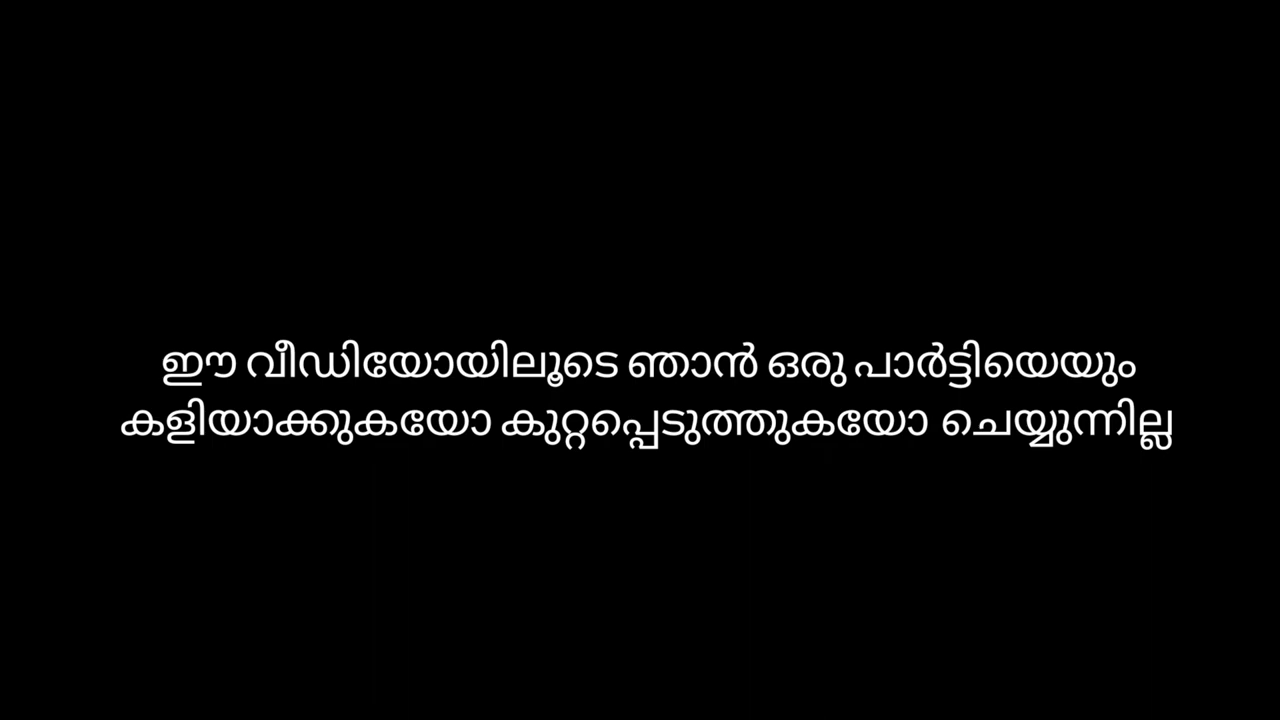 ഈ വീഡിയോയിലൂടെ ഞാൻ ഒരു പാർട്ടിയെയും
കളിയാക്കുകയോ കുറ്റപ്പെടുത്തുകയോ ചെയ്യുന്നില്ല